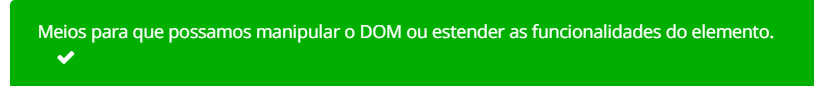 Meios para que possamos manipular o DOM ou estender as funcionalidades do elemento.